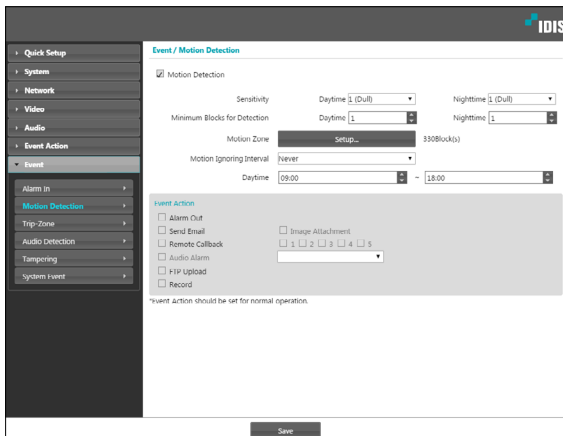 IDIS
Quick Setup
System
Network
Video
Audio
Event Action
Event
Alarm In
Motion Detection
Trip-Zone
Audio Detection
Tampering
System Event
Event / Motion Detection
Motion Detection
Sensitivity Daytime 1 (Dull) Nighttime 1 (Dull)
Minimum Blocks for Detection Daytime 1 Nighttime 1
Motion Zone Setup... 330Block(s)
Motion Ignoring Interval Never
Daytime 09:00 ~ 18:00
Event Action
Alarm Out
Send Email Image Attachment
Remote Callback 1 2 3 4 5
Audio Alarm
FTP Upload
Record
*Event Action should be set for normal operation.
Save